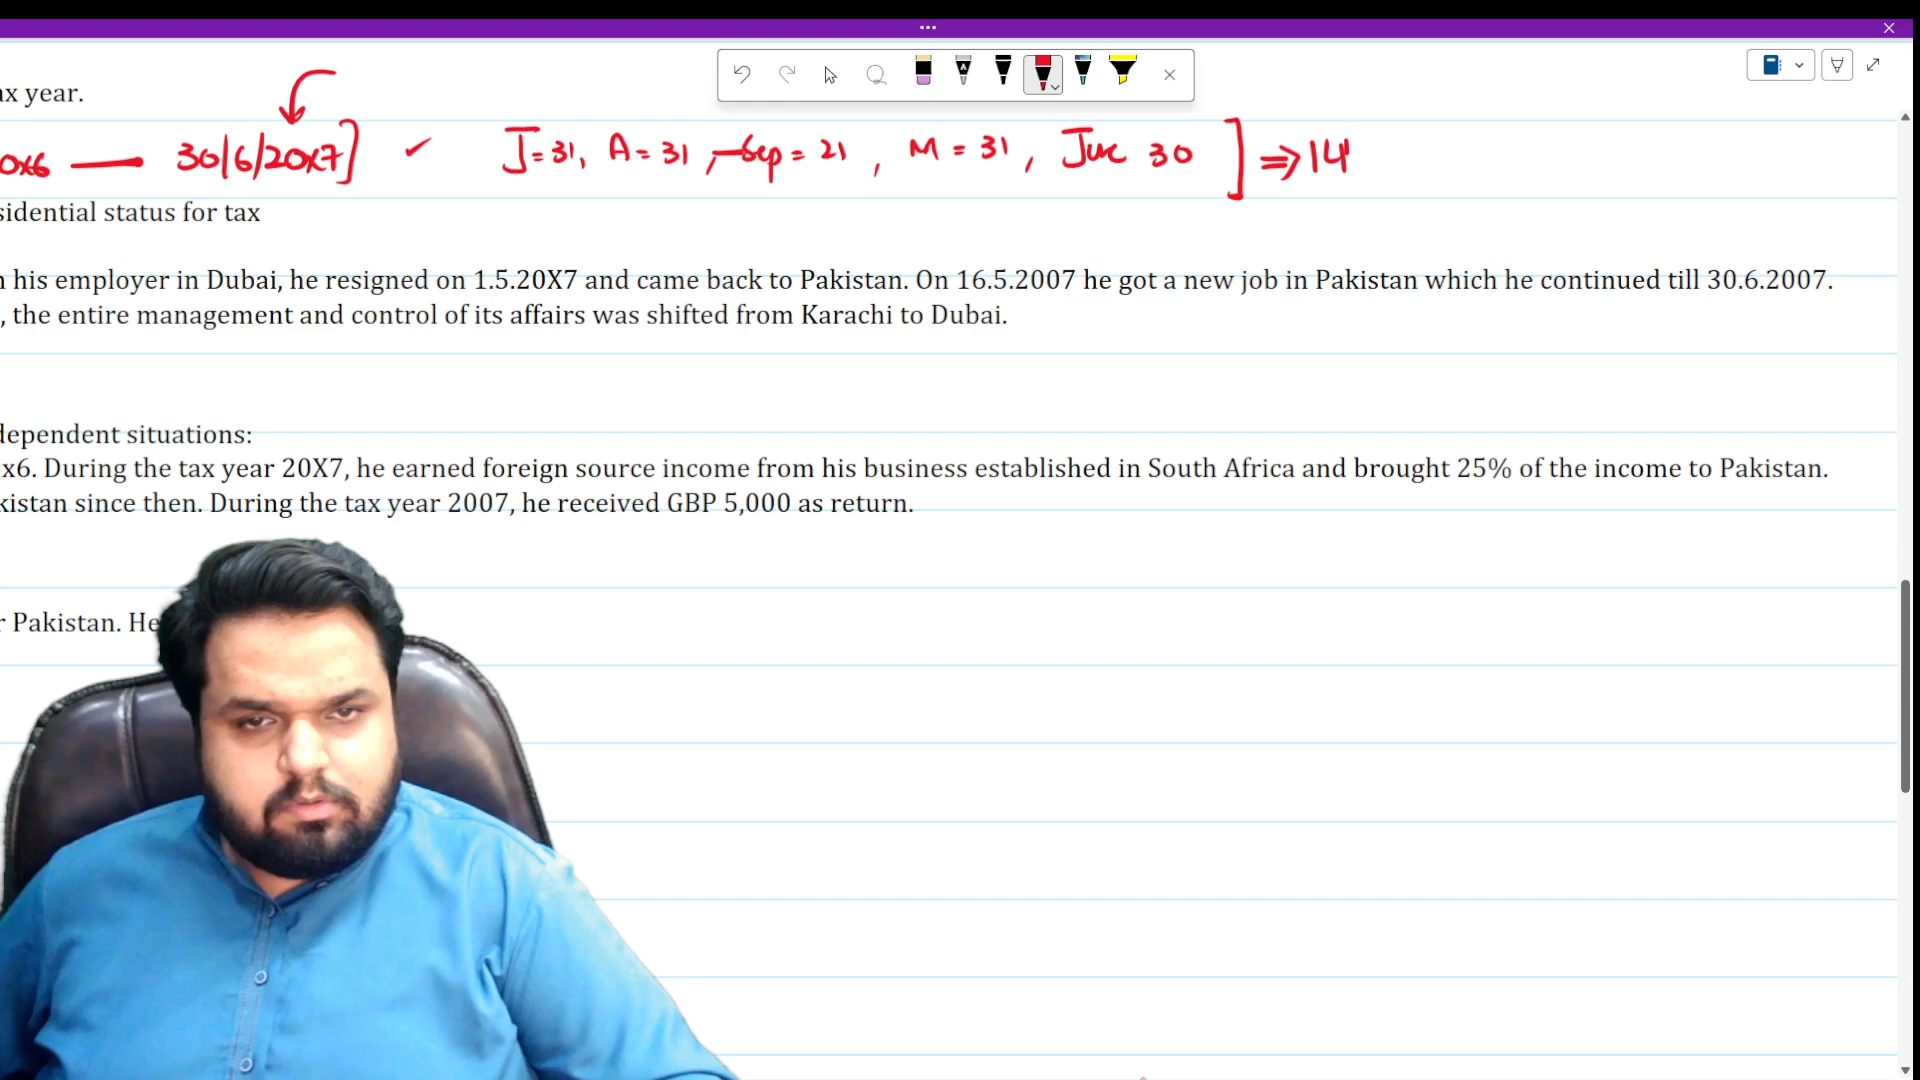 ax year.
0x6 — 30/6/20x7] ✓ J=31, A=31, Sep=21, M=31, June 30 ] ⇒ 14
sidential status for tax
n his employer in Dubai, he resigned on 1.5.20X7 and came back to Pakistan. On 16.5.2007 he got a new job in Pakistan which he continued till 30.6.2007.
, the entire management and control of its affairs was shifted from Karachi to Dubai.
dependent situations:
x6. During the tax year 20X7, he earned foreign source income from his business established in South Africa and brought 25% of the income to Pakistan.
kistan since then. During the tax year 2007, he received GBP 5,000 as return.
r Pakistan. He